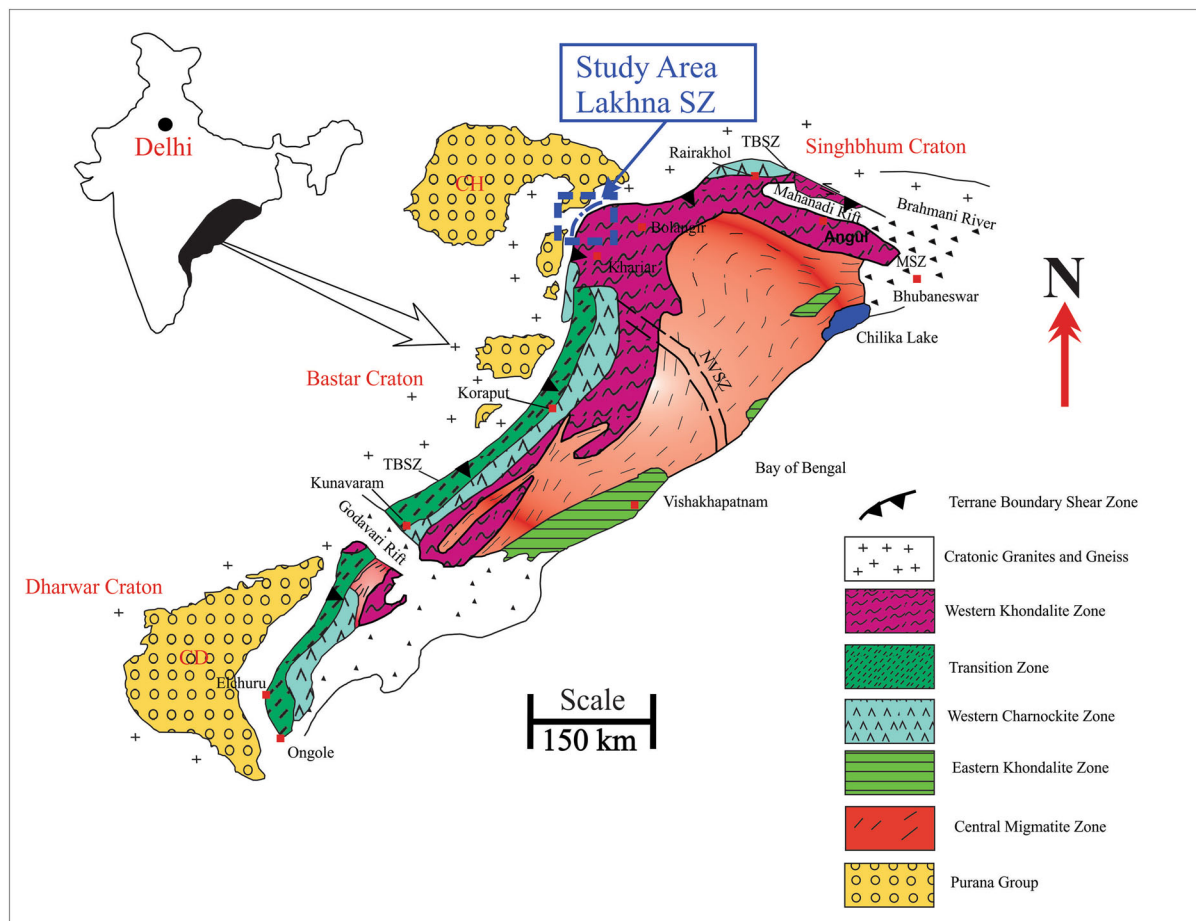 Study Area
Lakhna SZ
Delhi
CH
TBSZ
Rairakhol
Singhbhum Craton
Mahanadi Rift
Brahmani River
Bolangir
Angul
Khariar
MSZ
Bhubaneswar
N
Chilika Lake
NVSZ
Bastar Craton
Koraput
TBSZ
Bay of Bengal
Kunavaram
Vishakhapatnam
Godavari Rift
Dharwar Craton
CD
Elchuru
Ongole
Scale
150 km
Terrane Boundary Shear Zone
Cratonic Granites and Gneiss
Western Khondalite Zone
Transition Zone
Western Charnockite Zone
Eastern Khondalite Zone
Central Migmatite Zone
Purana Group